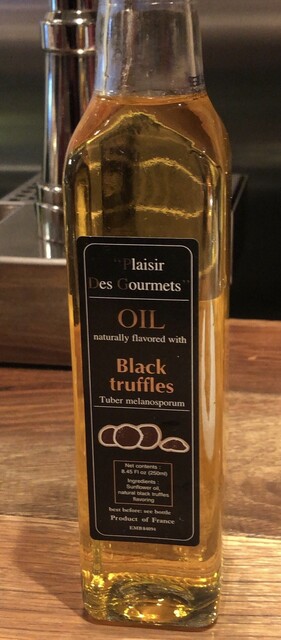 "Plaisir
Des Gourmets"
OIL
naturally flavored with
Black
truffles
Tuber melanosporum
Net contents :
8.45 Fl oz (250ml)
Ingredients :
Sunflower oil,
natural black truffles
flavoring
best before: see bottle
Product of France